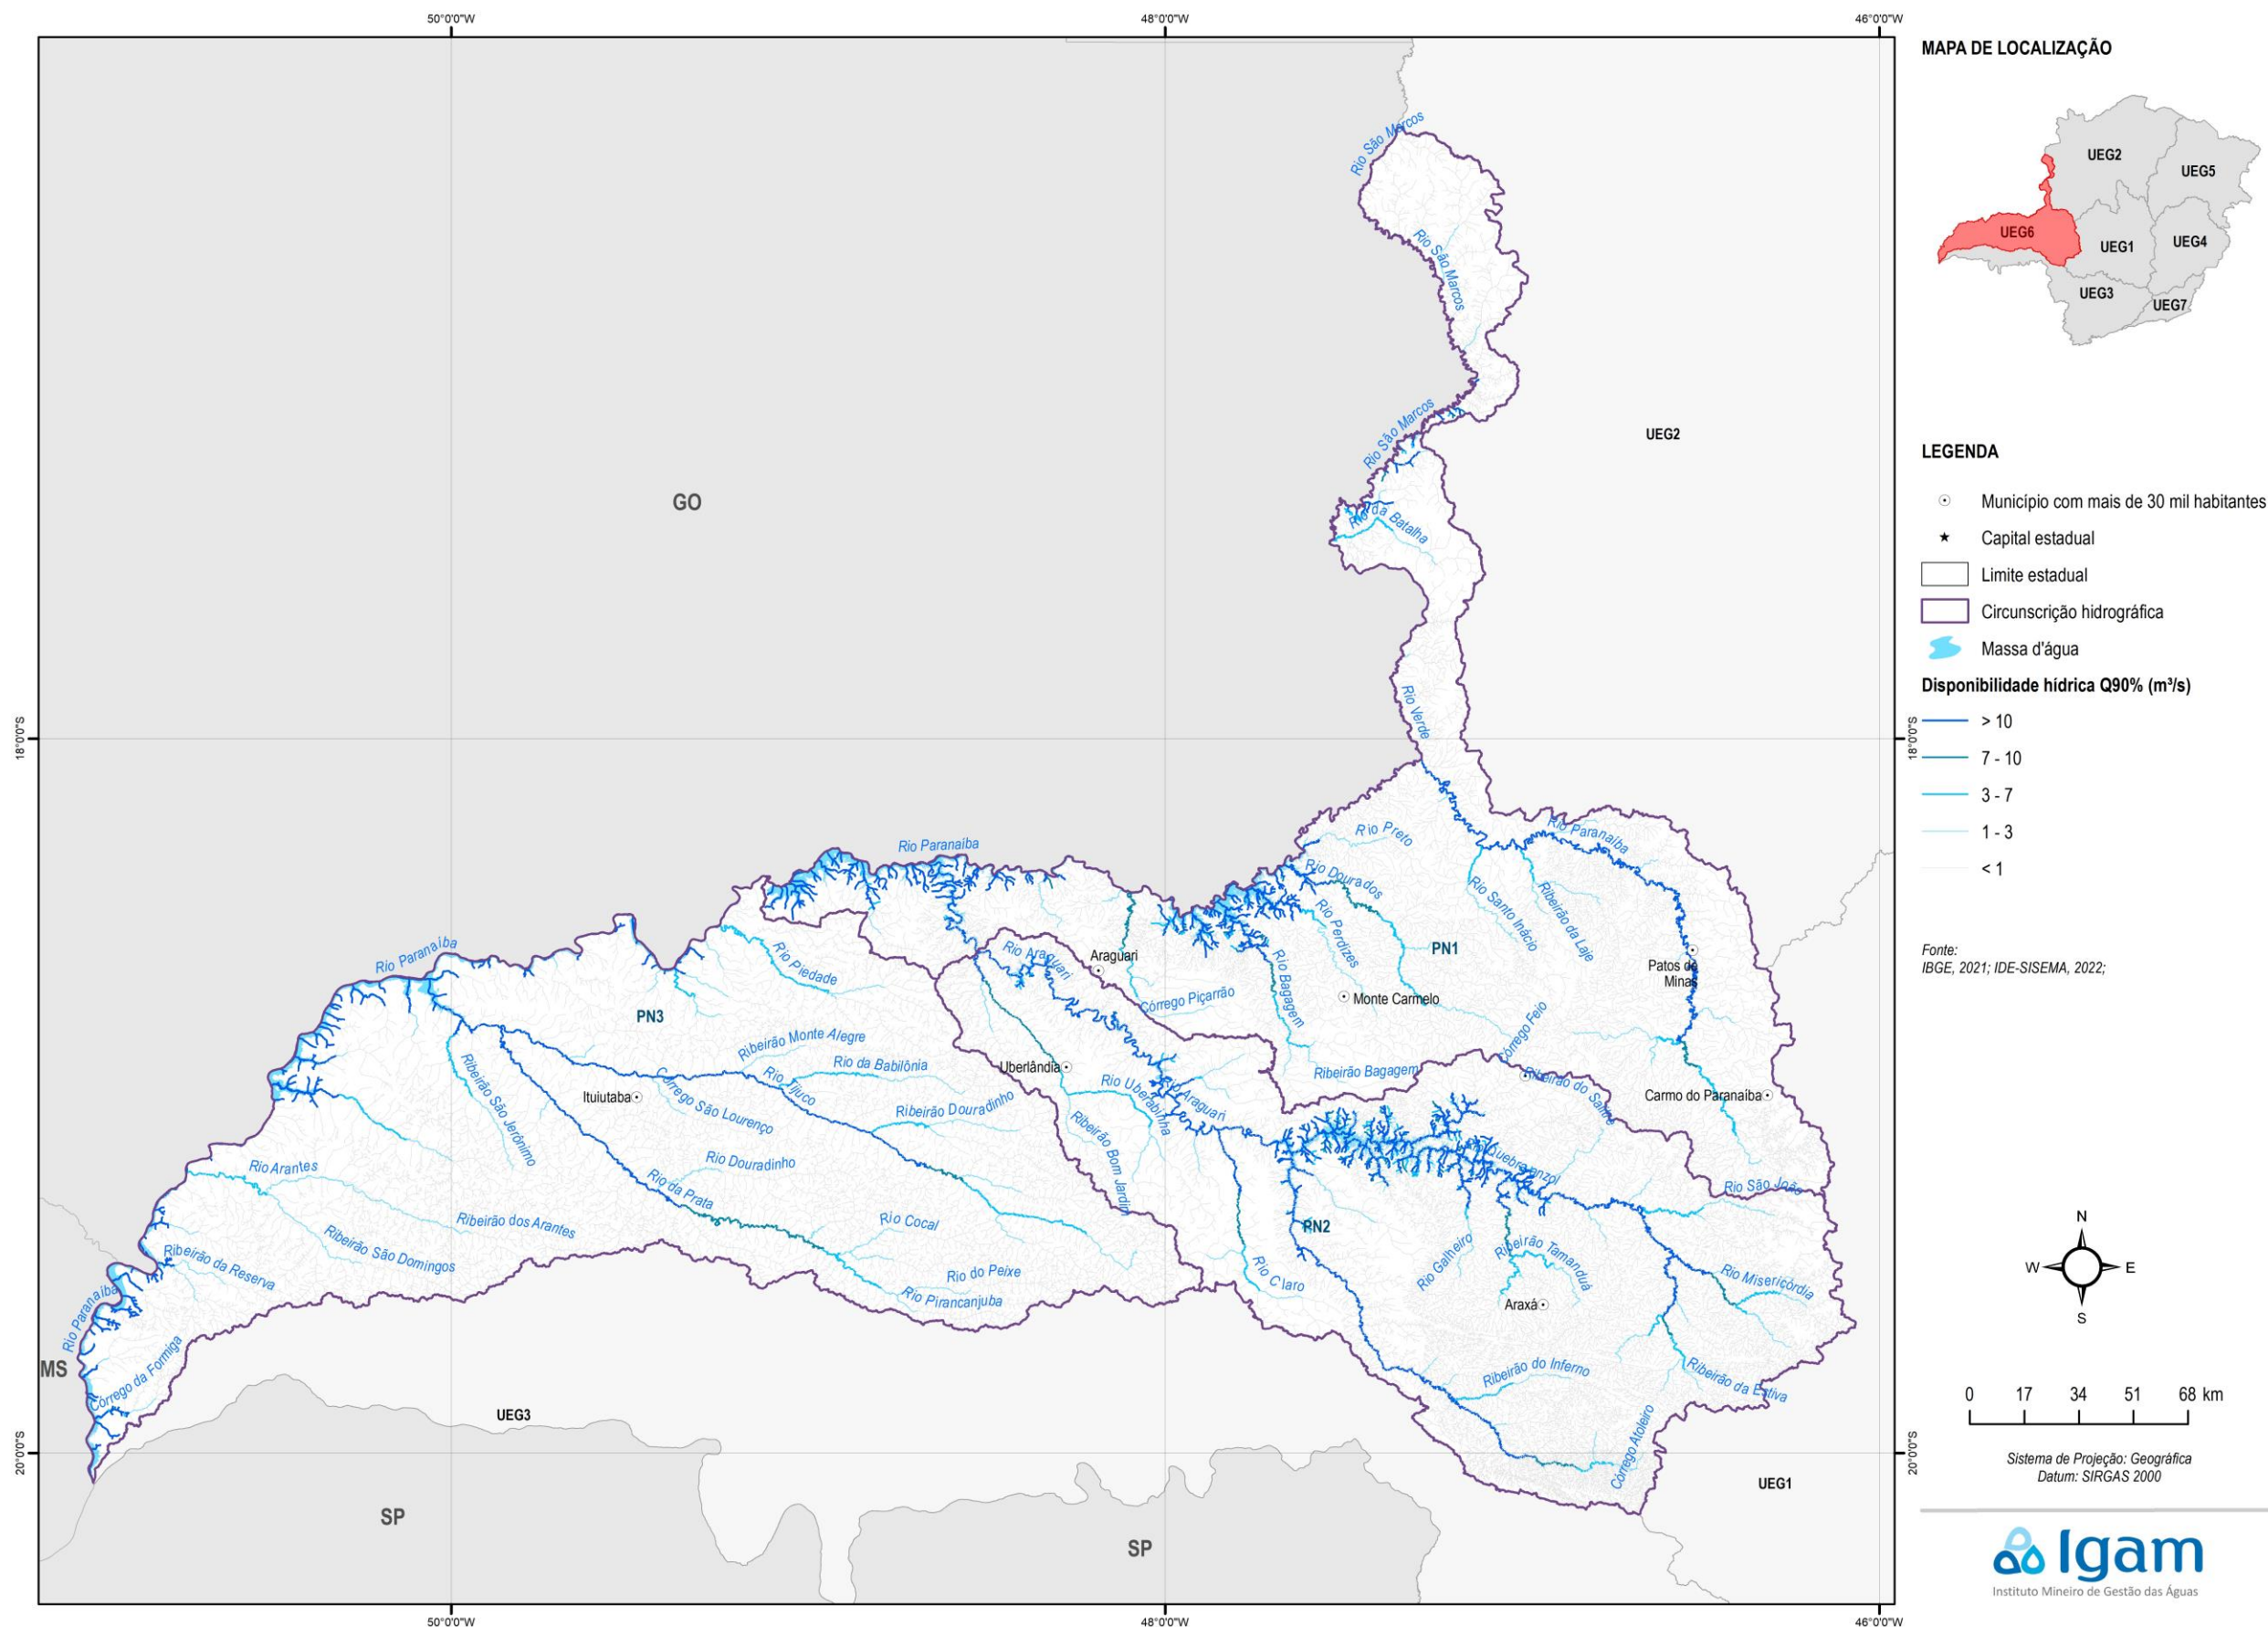 50°0'0"W
48°0'0"W
46°0'0"W
18°0'0"S
20°0'0"S
18°0'0"S
20°0'0"S
50°0'0"W
48°0'0"W
46°0'0"W
Rio São Marcos
Rio São Marcos
Rio São Marcos
UEG2
GO
Rio da Batalha
Rio Verde
Rio Paranaíba
Rio Preto
Rio Paranaíba
Rio Dourados
Rio Santo Inácio
Ribeirão da Laje
Rio Perdizes
PN1
Rio Paranaíba
Rio Piedade
Rio Araguari
Araguari
Rio Bagagem
Patos de
Minas
Monte Carmelo
Córrego Piçarrão
PN3
Córrego Feio
Ribeirão Monte Alegre
Rio da Babilônia
Uberlândia
Ribeirão Bagagem
Ribeirão do Salitre
Carmo do Paranaíba
Ribeirão São Jerônimo
Ituiutaba
Córrego São Lourenço
Rio Tijuco
Ribeirão Douradinho
Rio Uberabinha
Rio Araguari
Ribeirão Bom Jardim
Rio Quebra Anzol
Rio Arantes
Rio Douradinho
Rio da Prata
Rio São João
Ribeirão dos Arantes
Rio Cocal
PN2
Ribeirão São Domingos
Ribeirão da Reserva
Rio Galheiro
Ribeirão Tamanduá
Rio do Peixe
Rio Claro
Rio Misericórdia
Rio Pirancanjuba
Araxá
Rio Paranaíba
MS
Córrego da Formiga
Ribeirão do Inferno
Ribeirão da Estiva
UEG3
Córrego Atoleiro
UEG1
SP
SP
MAPA DE LOCALIZAÇÃO
UEG2
UEG5
UEG6
UEG1
UEG4
UEG3
UEG7
LEGENDA
Município com mais de 30 mil habitantes
Capital estadual
Limite estadual
Circunscrição hidrográfica
Massa d'água
Disponibilidade hídrica Q90% (m³/s)
> 10
7 - 10
3 - 7
1 - 3
< 1
Fonte:
IBGE, 2021; IDE-SISEMA, 2022;
N
W E
S
0 17 34 51 68 km
Sistema de Projeção: Geográfica
Datum: SIRGAS 2000
Igam
Instituto Mineiro de Gestão das Águas